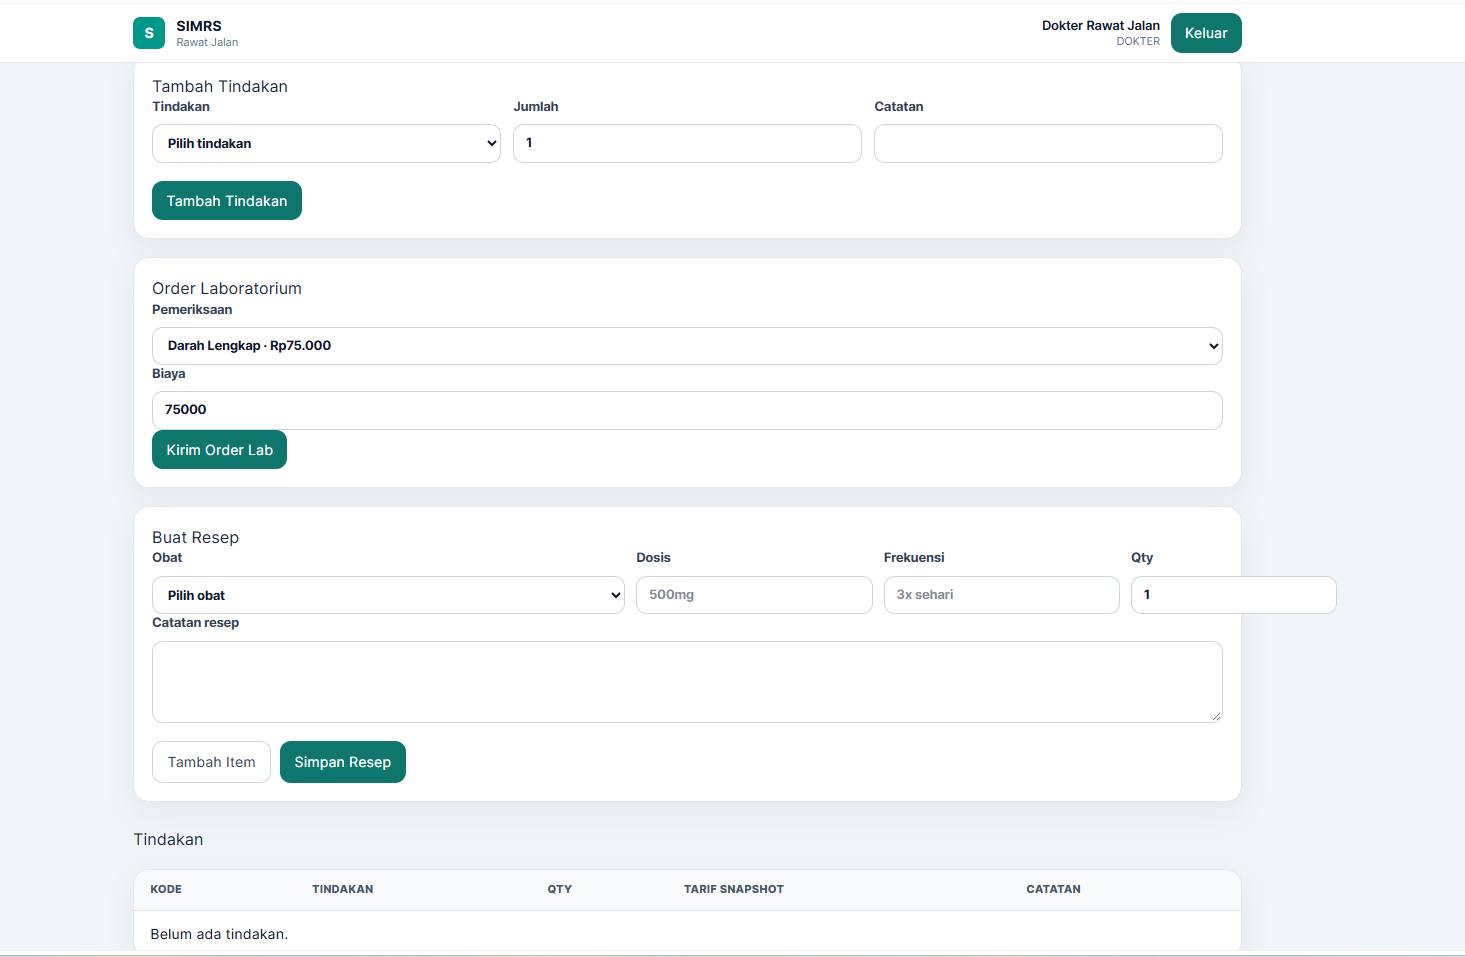 S
SIMRS
Rawat Jalan
Dokter Rawat Jalan
DOKTER
Keluar
Tambah Tindakan
Tindakan
Jumlah
Catatan
Pilih tindakan
1
Tambah Tindakan
Order Laboratorium
Pemeriksaan
Darah Lengkap · Rp75.000
Biaya
75000
Kirim Order Lab
Buat Resep
Obat
Dosis
Frekuensi
Qty
Pilih obat
500mg
3x sehari
1
Catatan resep
Tambah Item
Simpan Resep
Tindakan
KODE
TINDAKAN
QTY
TARIF SNAPSHOT
CATATAN
Belum ada tindakan.